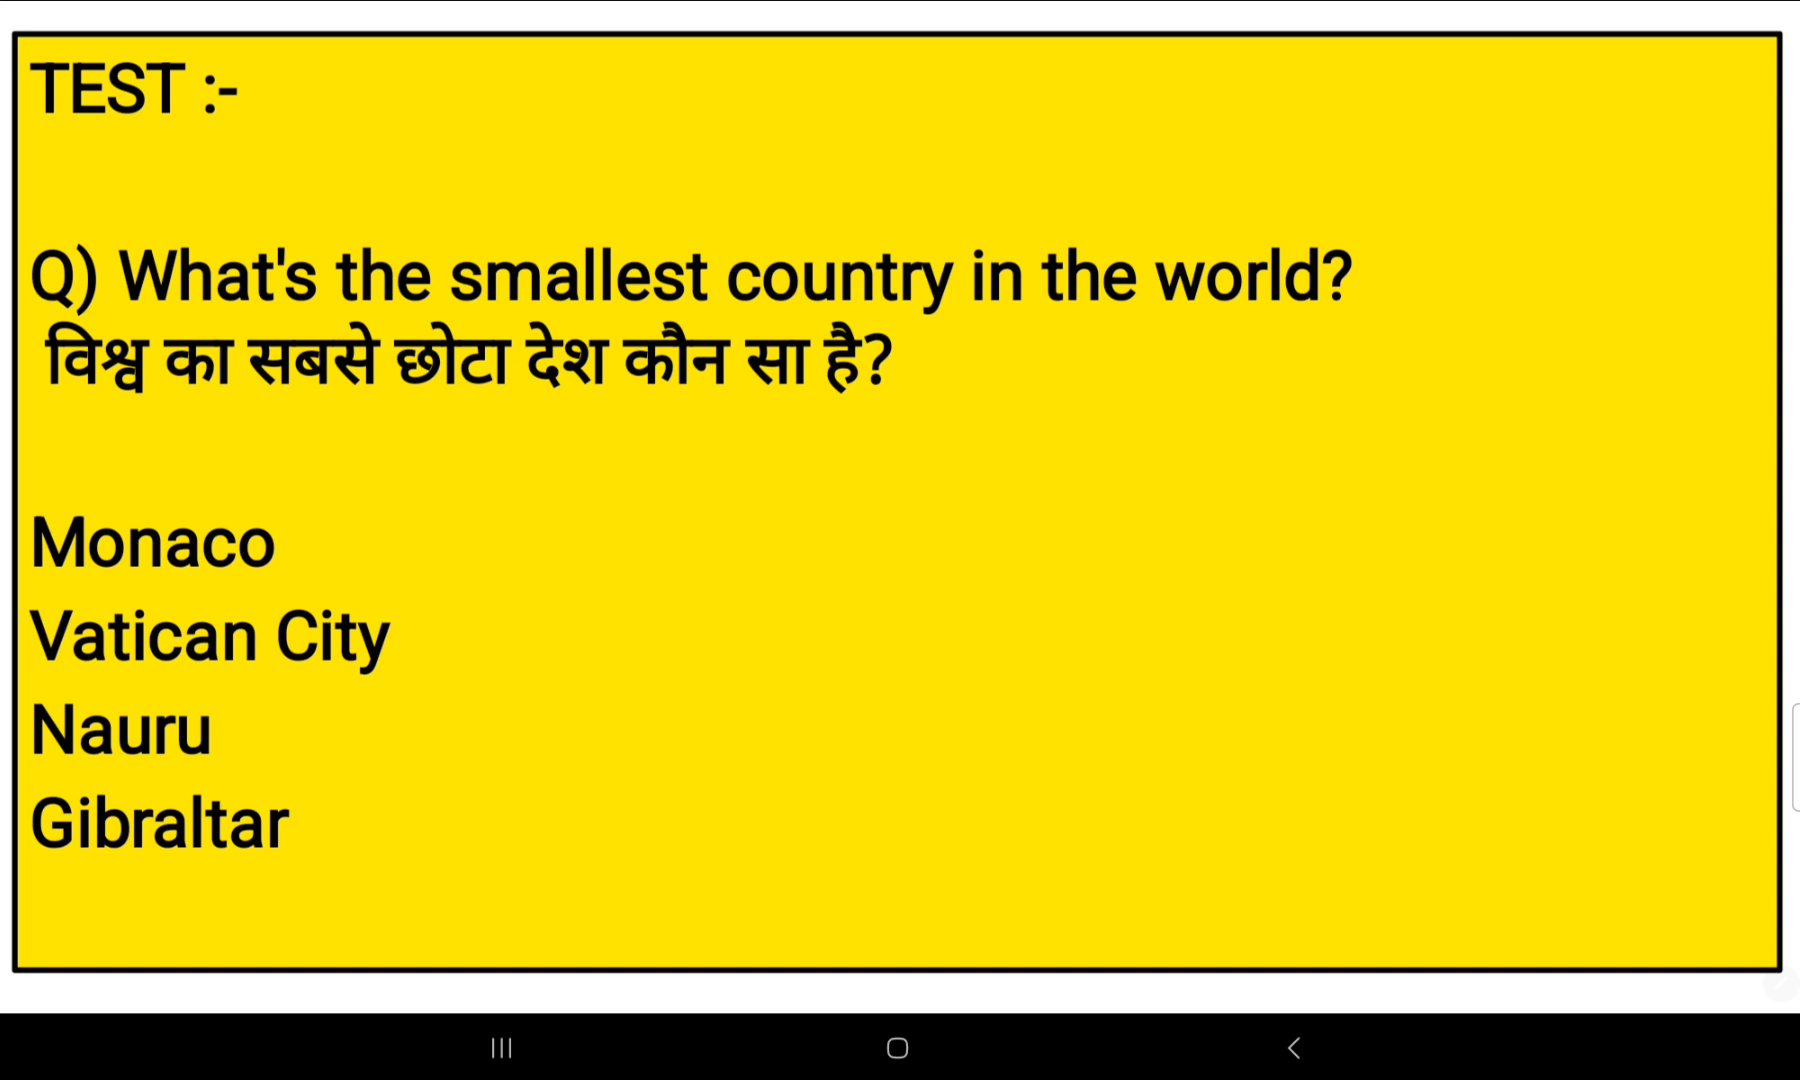 TEST :-
Q) What's the smallest country in the world?
विश्व का सबसे छोटा देश कौन सा है?
Monaco
Vatican City
Nauru
Gibraltar